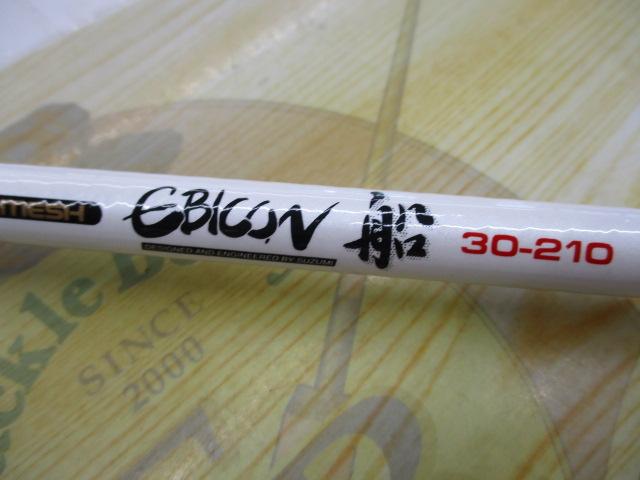 MESH EBICON 船 30-210
DESIGNED AND ENGINEERED BY SUZUMI
SINCE
2000